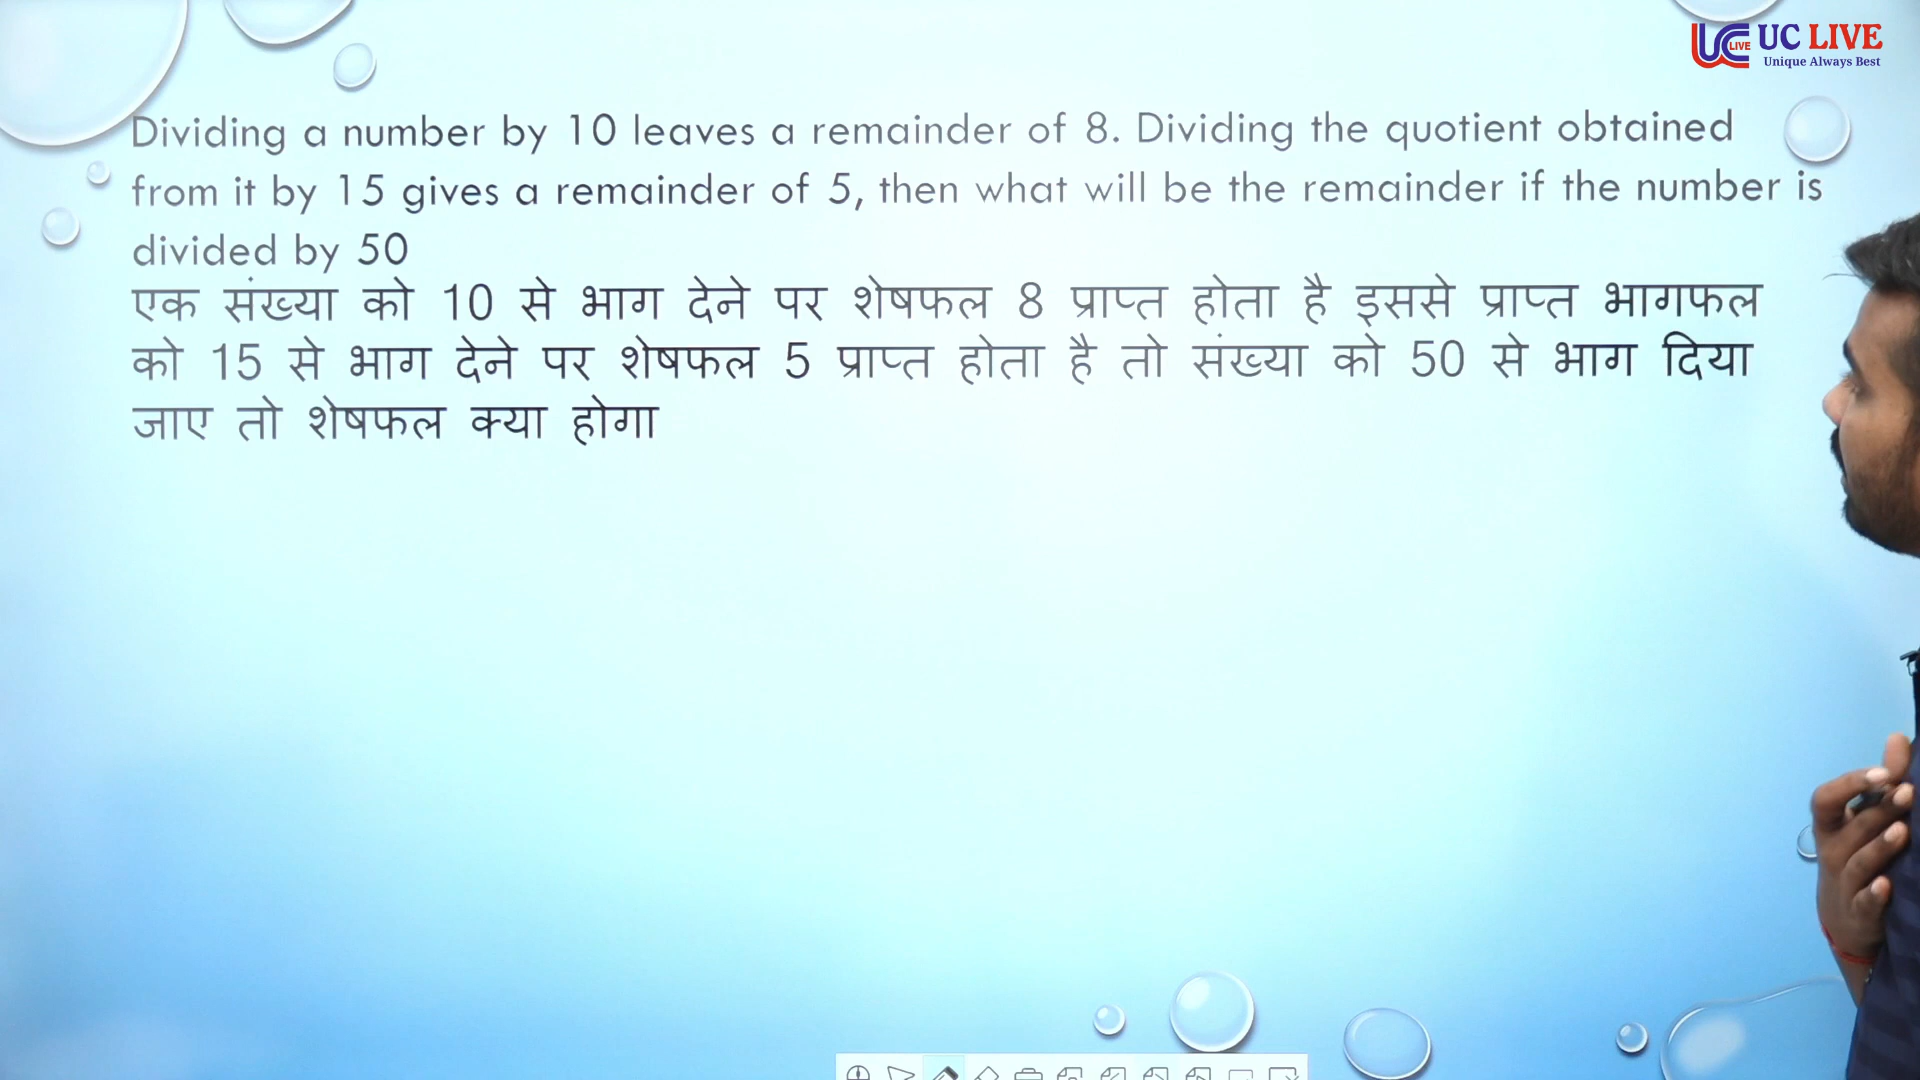 UC LIVE
LIVE
Unique Always Best
Dividing a number by 10 leaves a remainder of 8. Dividing the quotient obtained
from it by 15 gives a remainder of 5, then what will be the remainder if the number is
divided by 50
एक संख्या को 10 से भाग देने पर शेषफल 8 प्राप्त होता है इससे प्राप्त भागफल
को 15 से भाग देने पर शेषफल 5 प्राप्त होता है तो संख्या को 50 से भाग दिया
जाए तो शेषफल क्या होगा